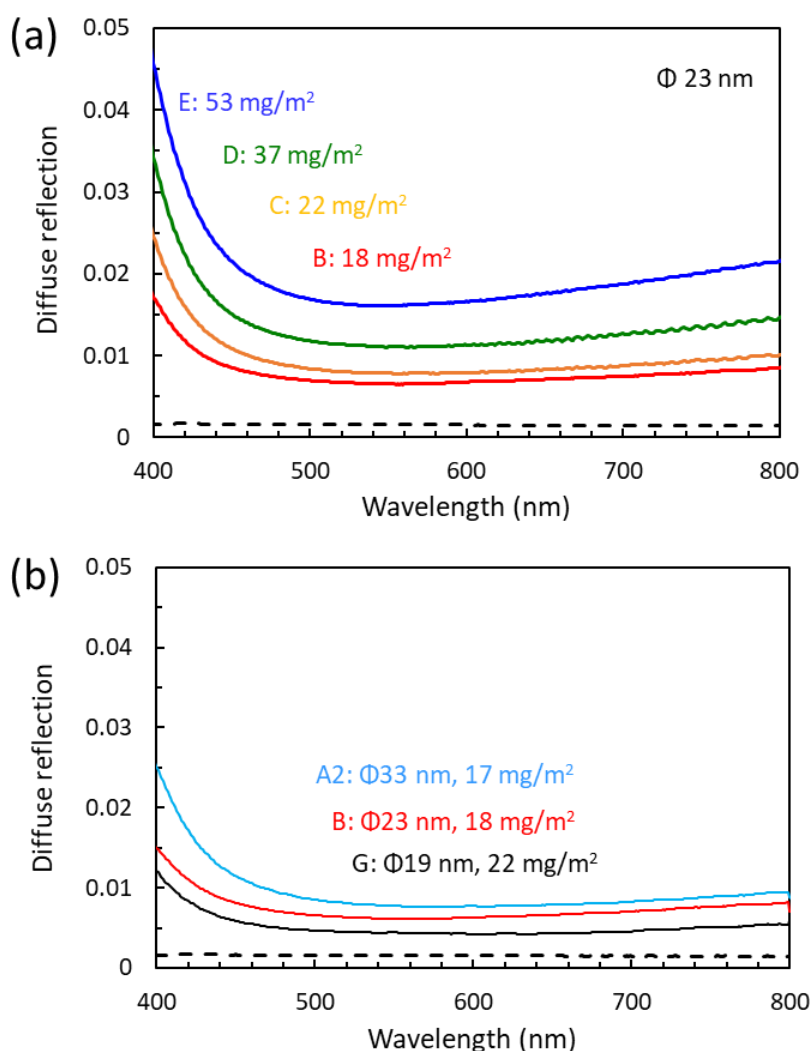 (a)
0.05
0.04
0.03
0.02
0.01
0
Diffuse reflection
Φ 23 nm
E: 53 mg/m²
D: 37 mg/m²
C: 22 mg/m²
B: 18 mg/m²
400 500 600 700 800
Wavelength (nm)
(b)
0.05
0.04
0.03
0.02
0.01
0
Diffuse reflection
A2: Φ33 nm, 17 mg/m²
B: Φ23 nm, 18 mg/m²
G: Φ19 nm, 22 mg/m²
400 500 600 700 800
Wavelength (nm)